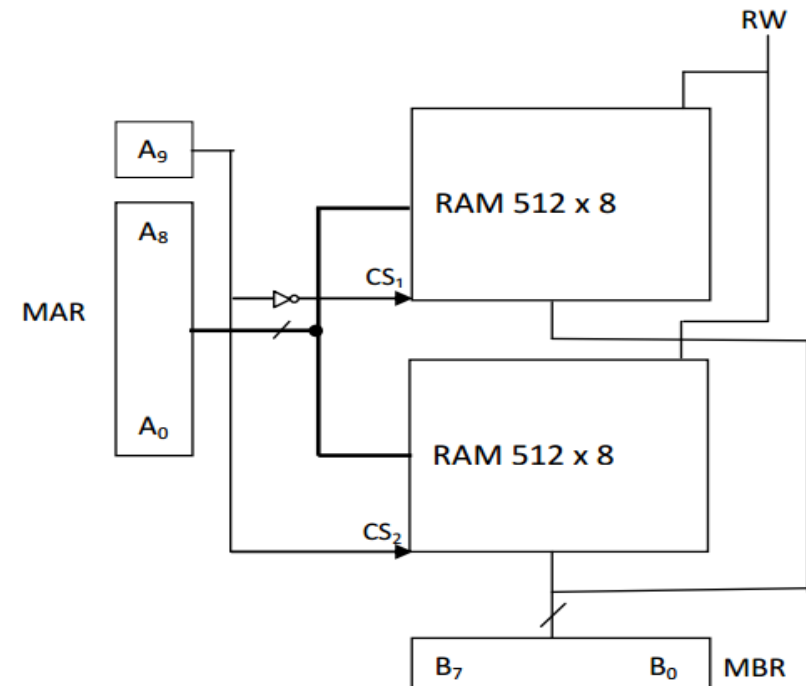 RW
A₉
RAM 512 x 8
A₈
CS₁
MAR
A₀
RAM 512 x 8
CS₂
B₇ B₀ MBR